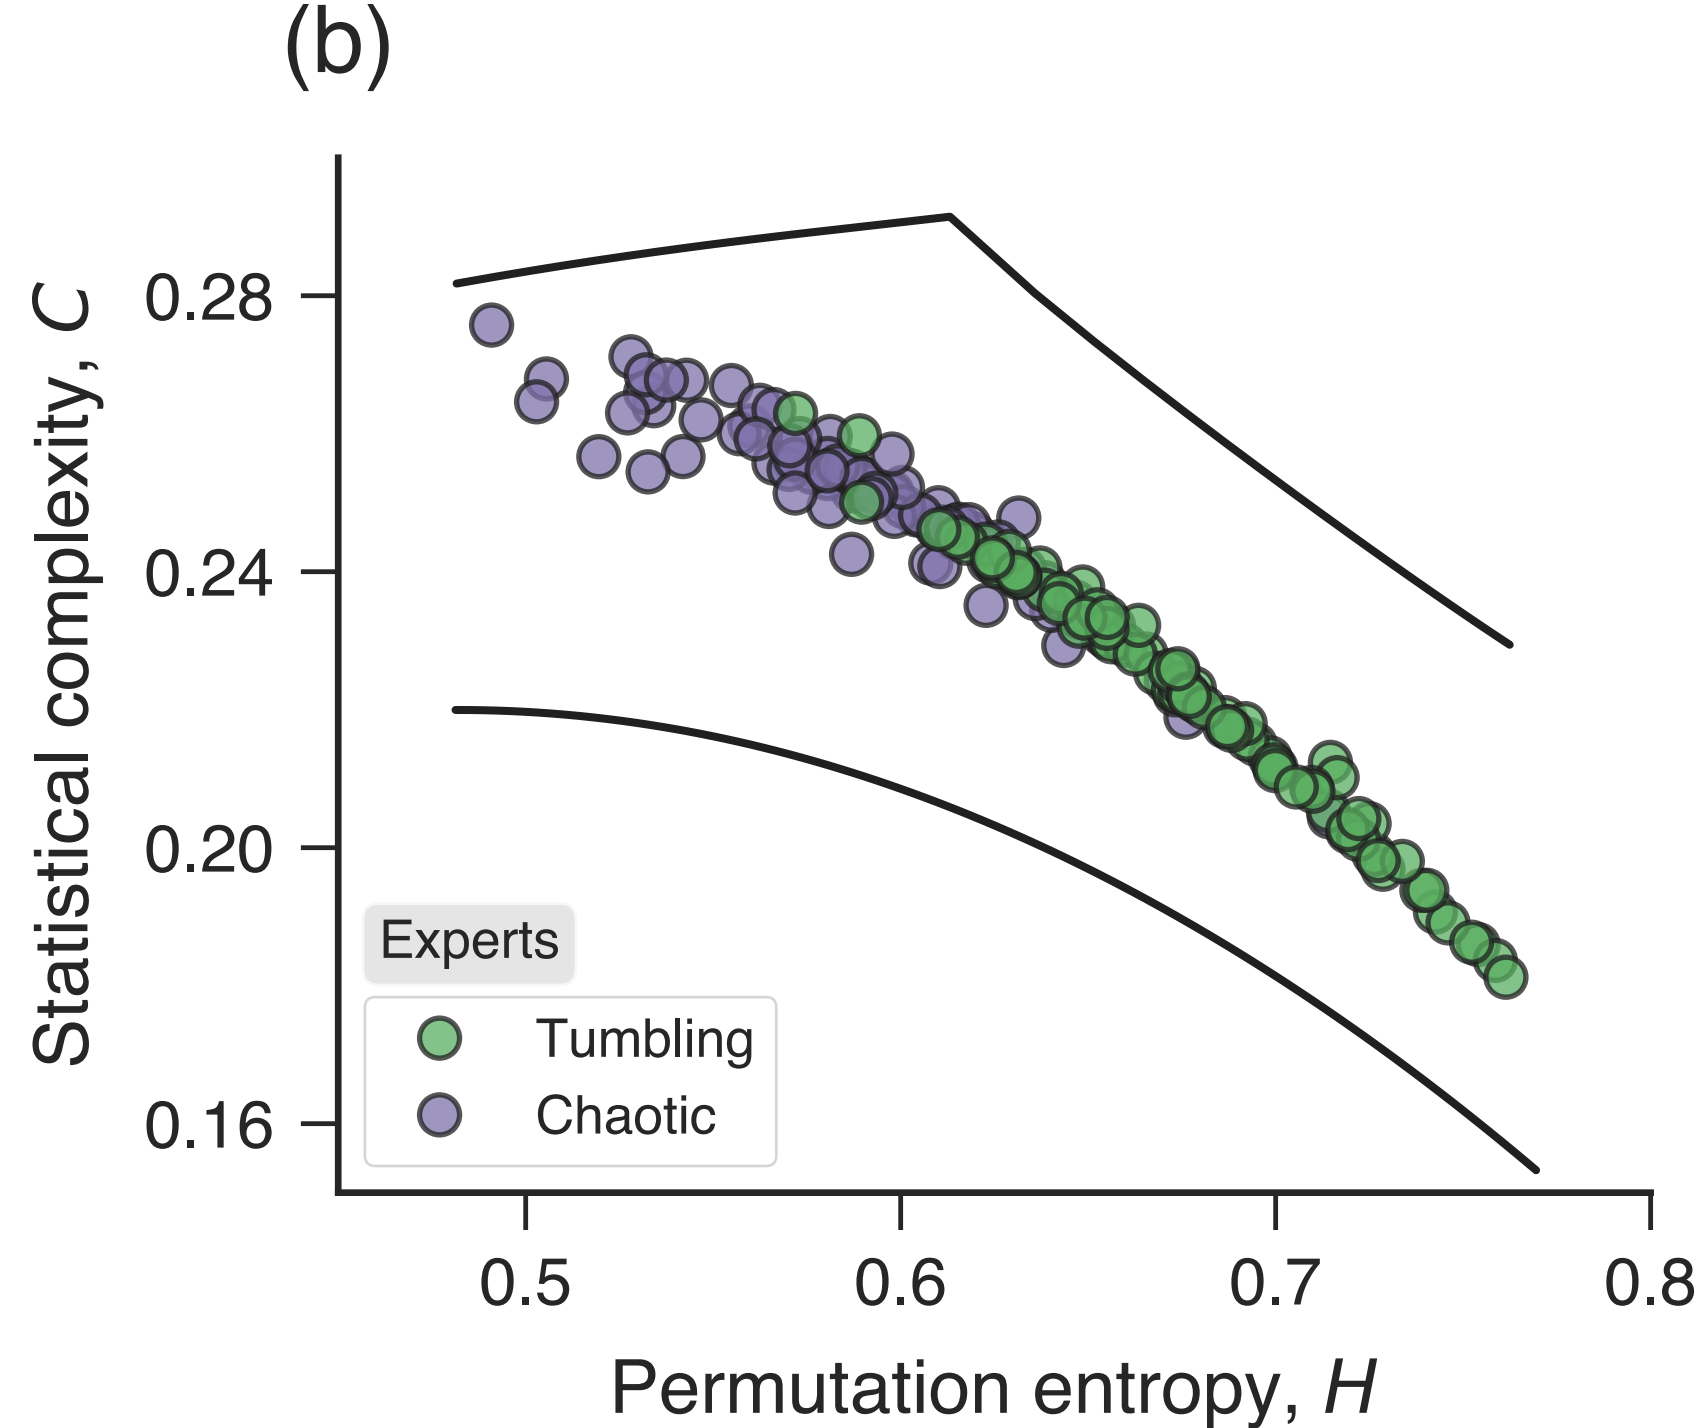 (b)
Statistical complexity, C
0.28
0.24
0.20
0.16
Experts
Tumbling
Chaotic
0.5 0.6 0.7 0.8
Permutation entropy, H